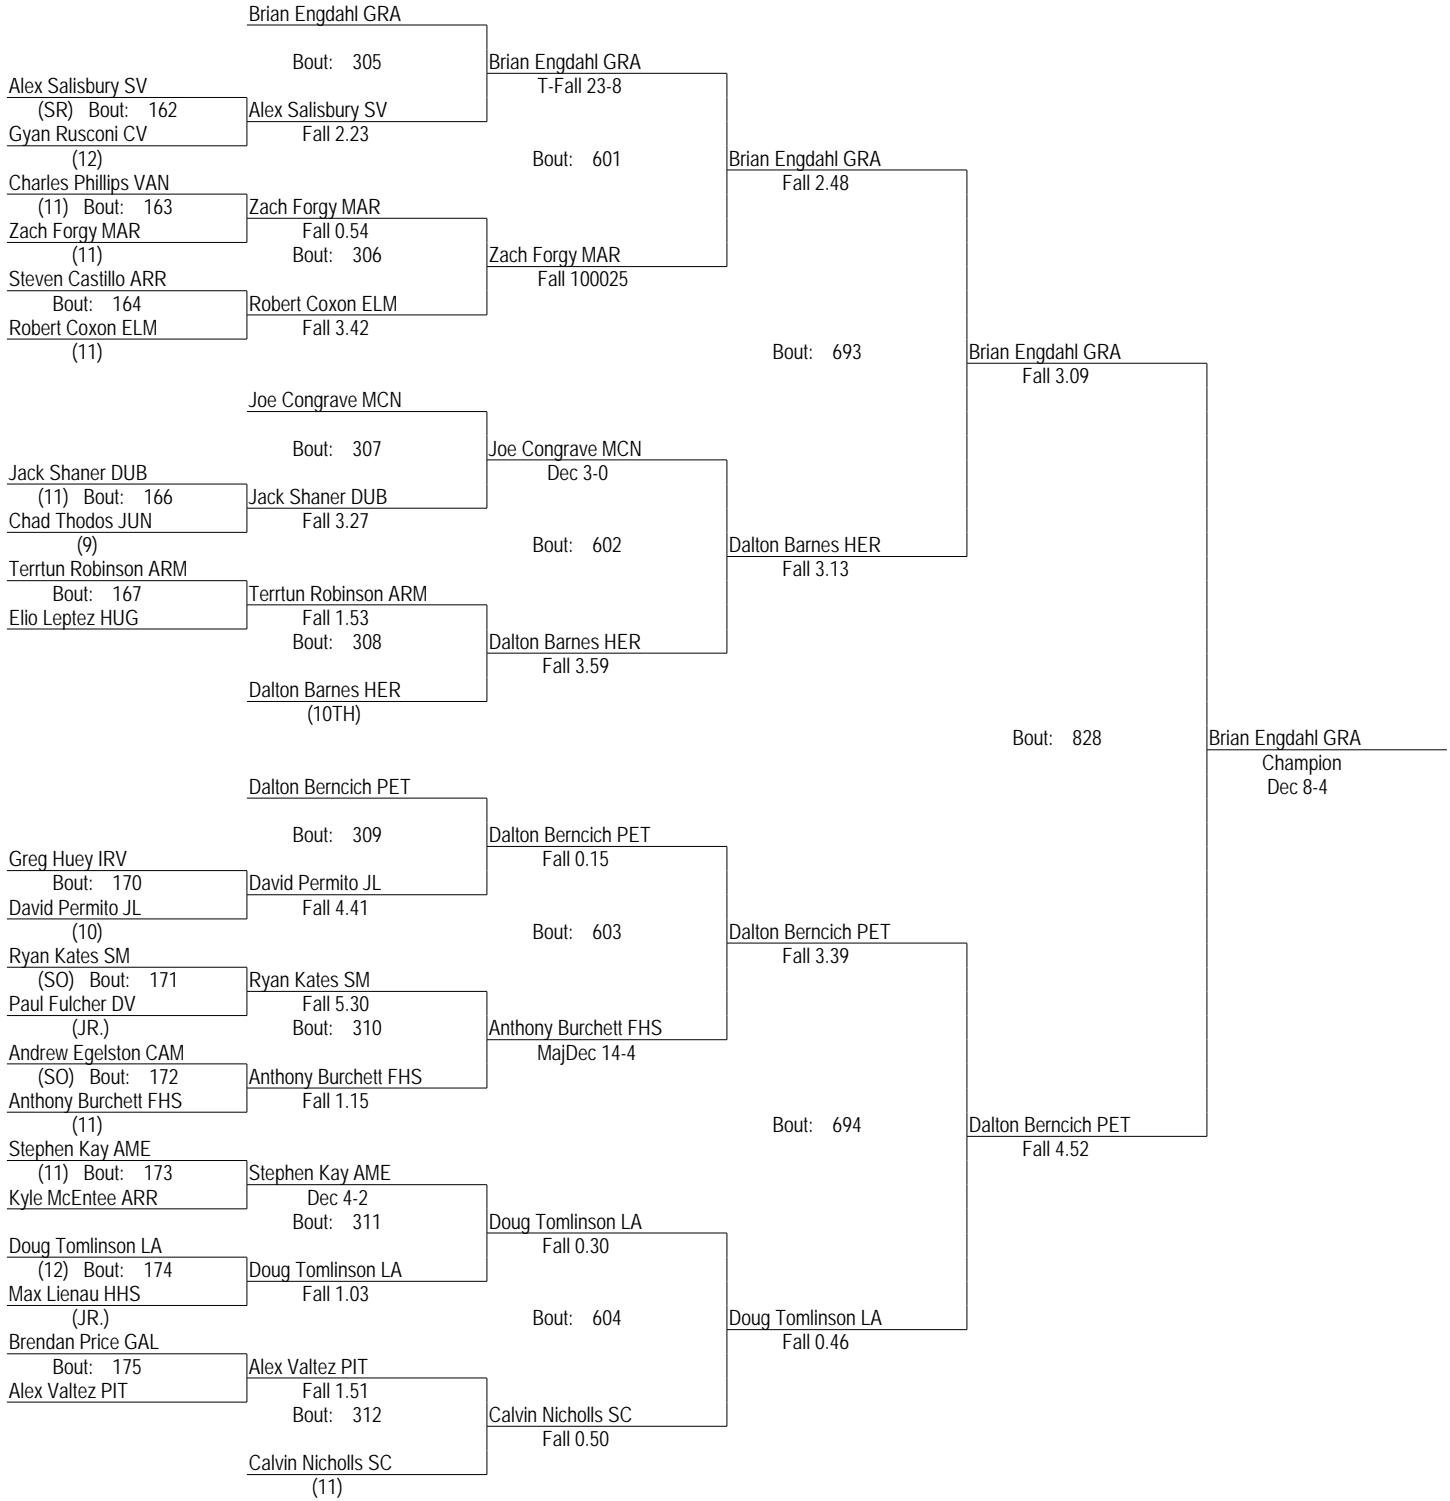 Brian Engdahl GRA
Bout: 305 Brian Engdahl GRA
Alex Salisbury SV T-Fall 23-8
(SR) Bout: 162 Alex Salisbury SV
Gyan Rusconi CV Fall 2.23
(12) Bout: 601 Brian Engdahl GRA
Charles Phillips VAN Fall 2.48
(11) Bout: 163 Zach Forgy MAR
Zach Forgy MAR Fall 0.54
(11) Bout: 306 Zach Forgy MAR
Steven Castillo ARR Fall 100025
Bout: 164 Robert Coxon ELM
Robert Coxon ELM Fall 3.42
(11) Bout: 693 Brian Engdahl GRA
Fall 3.09
Joe Congrave MCN
Bout: 307 Joe Congrave MCN
Jack Shaner DUB Dec 3-0
(11) Bout: 166 Jack Shaner DUB
Chad Thodos JUN Fall 3.27
(9) Bout: 602 Dalton Barnes HER
Terrtun Robinson ARM Fall 3.13
Bout: 167 Terrtun Robinson ARM
Elio Leptez HUG Fall 1.53
Bout: 308 Dalton Barnes HER
Fall 3.59
Dalton Barnes HER
(10TH)
Bout: 828 Brian Engdahl GRA
Champion
Dalton Berncich PET Dec 8-4
Bout: 309 Dalton Berncich PET
Greg Huey IRV Fall 0.15
Bout: 170 David Permito JL
David Permito JL Fall 4.41
(10) Bout: 603 Dalton Berncich PET
Ryan Kates SM Fall 3.39
(SO) Bout: 171 Ryan Kates SM
Paul Fulcher DV Fall 5.30
(JR.) Bout: 310 Anthony Burchett FHS
Andrew Egelston CAM MajDec 14-4
(SO) Bout: 172 Anthony Burchett FHS
Anthony Burchett FHS Fall 1.15
(11) Bout: 694 Dalton Berncich PET
Stephen Kay AME Fall 4.52
(11) Bout: 173 Stephen Kay AME
Kyle McEntee ARR Dec 4-2
Bout: 311 Doug Tomlinson LA
Doug Tomlinson LA Fall 0.30
(12) Bout: 174 Doug Tomlinson LA
Max Lienau HHS Fall 1.03
(JR.) Bout: 604 Doug Tomlinson LA
Brendan Price GAL Fall 0.46
Bout: 175 Alex Valtez PIT
Alex Valtez PIT Fall 1.51
Bout: 312 Calvin Nicholls SC
Fall 0.50
Calvin Nicholls SC
(11)